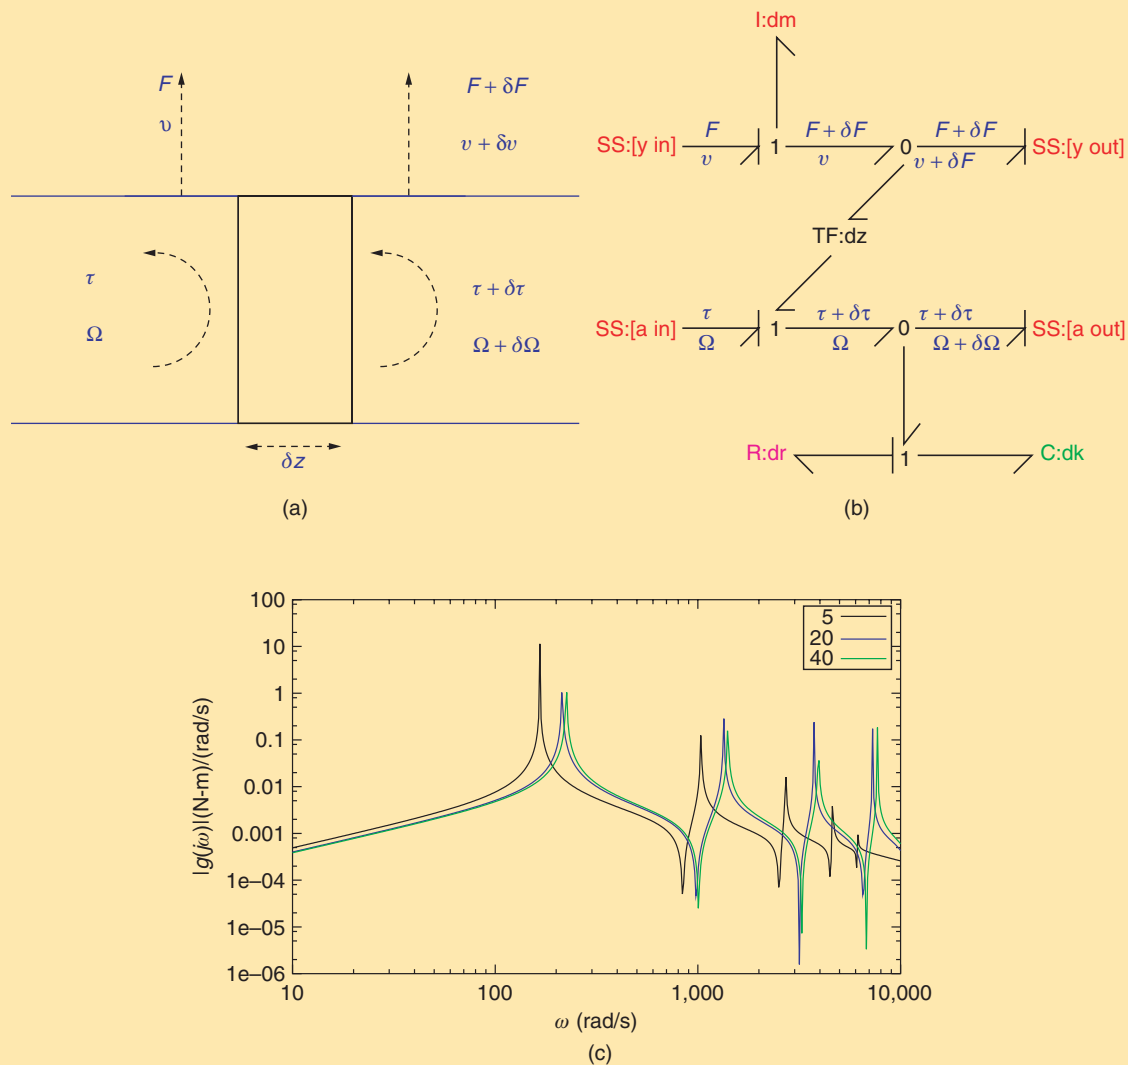 F
υ
F + δF
υ + δυ
τ
Ω
τ + δτ
Ω + δΩ
δz
(a)
I:dm
SS:[y in]
F
υ
1
F + δF
υ
0
F + δF
υ + δF
SS:[y out]
TF:dz
SS:[a in]
τ
Ω
1
τ + δτ
Ω
0
τ + δτ
Ω + δΩ
SS:[a out]
R:dr
1
C:dk
(b)
|g(jω)|(N-m)/(rad/s)
100
10
1
0.1
0.01
0.001
1e–04
1e–05
1e–06
5
20
40
10
100
1,000
10,000
ω (rad/s)
(c)